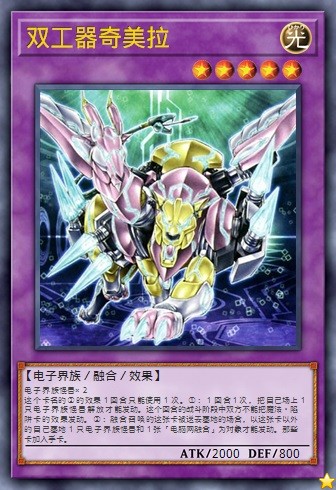 双工器奇美拉
光
【电子界族/融合/效果】
电子界族怪兽×2
这个卡名的①的效果1回合只能使用1次。①：1回合1次，把自己场上1
只电子界族怪兽解放才能发动。这个回合的战斗阶段中双方不能把魔法·陷
阱卡的效果发动。②：融合召唤的这张卡被送去墓地的场合，以这张卡以外
的自己墓地1只电子界族怪兽和1张「电脑网融合」为对象才能发动。那些
卡加入手卡。
ATK/2000 DEF/800